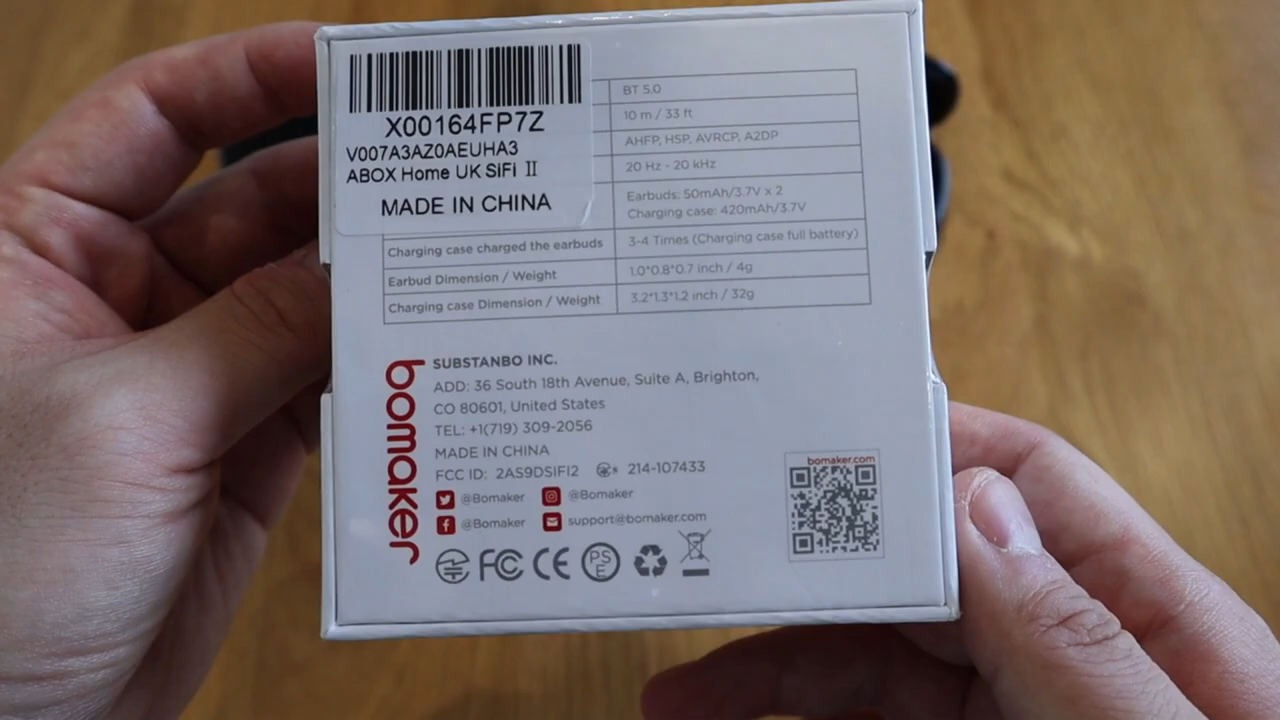 X00164FP7Z
V007A3AZ0AEUHA3
ABOX Home UK SiFi II
MADE IN CHINA
BT 5.0
10 m / 33 ft
AHFP, HSP, AVRCP, A2DP
20 Hz - 20 kHz
Earbuds: 50mAh/3.7V x 2
Charging case: 420mAh/3.7V
Charging case charged the earbuds 3-4 Times (Charging case full battery)
Earbud Dimension / Weight 1.0*0.8*0.7 inch / 4g
Charging case Dimension / Weight 3.2*1.3*1.2 inch / 32g
bomaker
SUBSTANBO INC.
ADD: 36 South 18th Avenue, Suite A, Brighton,
CO 80601, United States
TEL: +1(719) 309-2056
MADE IN CHINA
FCC ID: 2AS9DSIFI2 214-107433
@Bomaker @Bomaker
@Bomaker support@bomaker.com
FC CE PSE
bomaker.com